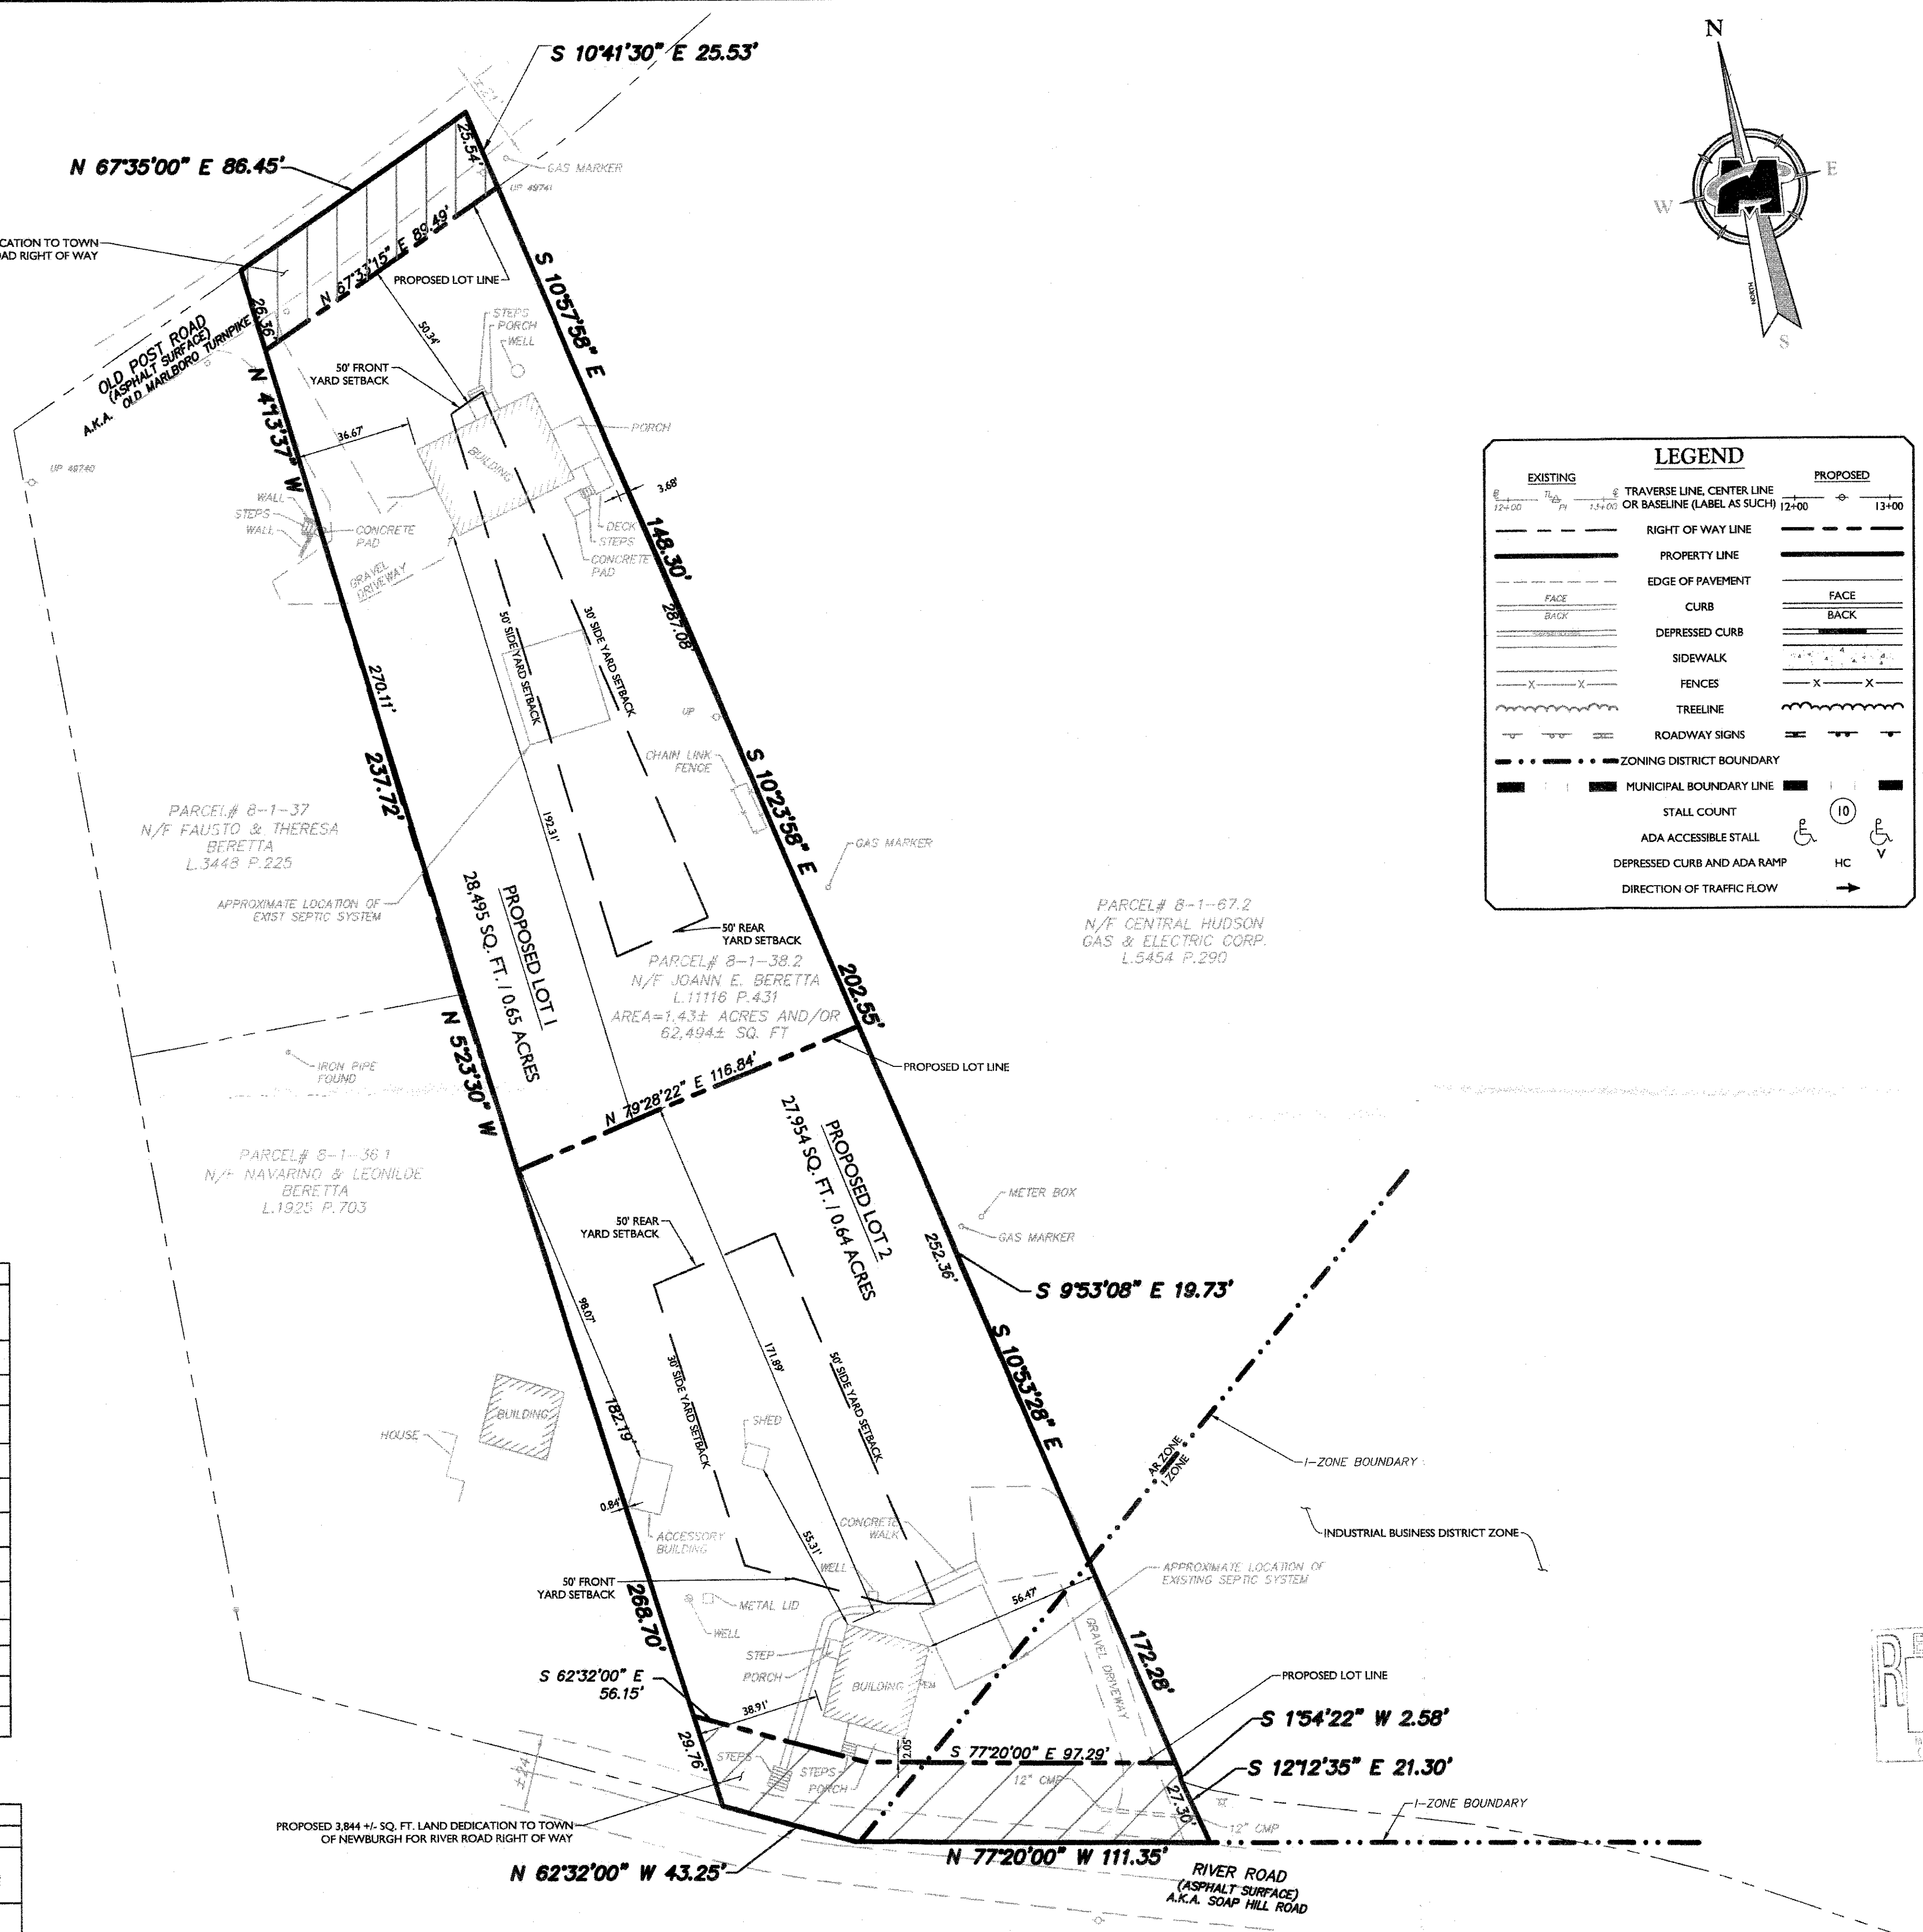 S 10°41'30" E 25.53'
N 67°35'00" E 86.45'
25.54'
GAS MARKER
UP 49741
CATION TO TOWN
AD RIGHT OF WAY
N 67°33'15" E 89.49'
PROPOSED LOT LINE
26.36'
OLD POST ROAD
(ASPHALT SURFACE)
A.K.A. OLD MARLBORO TURNPIKE
S 10°57'58" E
50.34'
STEPS
PORCH
WELL
50' FRONT
YARD SETBACK
N 4°13'37" W
36.67'
BUILDING
PORCH
UP 49740
3.68'
WALL
STEPS
WALL
CONCRETE
PAD
DECK
STEPS
CONCRETE
PAD
148.30'
GRAVEL
DRIVEWAY
287.08'
50' SIDE YARD SETBACK
30' SIDE YARD SETBACK
270.11'
UP
237.72'
CHAIN LINK
FENCE
S 10°23'58" E
PARCEL# 8-1-37
N/F FAUSTO & THERESA
BERETTA
L.3448 P.225
192.31'
GAS MARKER
APPROXIMATE LOCATION OF
EXIST SEPTIC SYSTEM
PROPOSED LOT 1
28,495 SQ. FT. / 0.65 ACRES
50' REAR
YARD SETBACK
PARCEL# 8-1-38.2
N/F JOANN E. BERETTA
L.11116 P.431
AREA=1.43± ACRES AND/OR
62,494± SQ. FT
202.55'
PARCEL# 8-1-67.2
N/F CENTRAL HUDSON
GAS & ELECTRIC CORP.
L.5454 P.290
N 5°23'30" W
IRON PIPE
FOUND
N 79°28'22" E 116.84'
PROPOSED LOT LINE
PROPOSED LOT 2
27,954 SQ. FT. / 0.64 ACRES
PARCEL# 8-1-36.1
N/F NAVARINO & LEONILDE
BERETTA
L.1925 P.703
METER BOX
GAS MARKER
50' REAR
YARD SETBACK
252.36'
S 9°53'08" E 19.73'
98.07'
171.89'
30' SIDE YARD SETBACK
50' SIDE YARD SETBACK
S 10°53'28" E
BUILDING
HOUSE
182.19'
SHED
AR ZONE
I ZONE
I-ZONE BOUNDARY
0.84'
ACCESSORY
BUILDING
55.31'
CONCRETE
WALK
INDUSTRIAL BUSINESS DISTRICT ZONE
WELL
APPROXIMATE LOCATION OF
EXISTING SEPTIC SYSTEM
50' FRONT
YARD SETBACK
METAL LID
WELL
56.47'
268.70'
GRAVEL DRIVEWAY
STEP
PORCH
BUILDING
172.28'
S 62°32'00" E
56.15'
38.91'
PROPOSED LOT LINE
S 1°54'22" W 2.58'
29.76'
STEPS
STEPS
PORCH
2.05'
S 77°20'00" E 97.29'
12" CMP
S 12°12'35" E 21.30'
27.30'
±24'
I-ZONE BOUNDARY
12" CMP
PROPOSED 3,844 +/- SQ. FT. LAND DEDICATION TO TOWN
OF NEWBURGH FOR RIVER ROAD RIGHT OF WAY
N 62°32'00" W 43.25'
N 77°20'00" W 111.35'
RIVER ROAD
(ASPHALT SURFACE)
A.K.A. SOAP HILL ROAD
N
E
W
S
NORTH
LEGEND
EXISTING PROPOSED
12+00 TL PI 13+00 TRAVERSE LINE, CENTER LINE
OR BASELINE (LABEL AS SUCH) 12+00 13+00
RIGHT OF WAY LINE
PROPERTY LINE
EDGE OF PAVEMENT
FACE BACK CURB FACE BACK
DEPRESSED CURB
SIDEWALK
FENCES
TREELINE
ROADWAY SIGNS
ZONING DISTRICT BOUNDARY
MUNICIPAL BOUNDARY LINE
STALL COUNT 10
ADA ACCESSIBLE STALL V
DEPRESSED CURB AND ADA RAMP HC
DIRECTION OF TRAFFIC FLOW